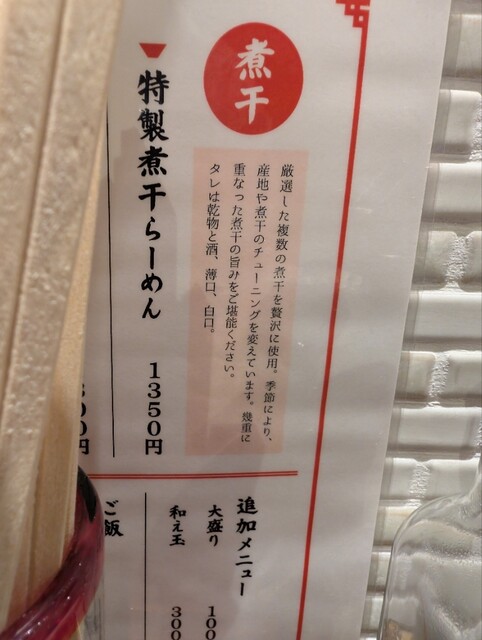 煮干
厳選した複数の煮干を贅沢に使用。季節により、
産地や煮干のチューニングを変えています。幾重に
重なった煮干の旨みをご堪能ください。
タレは乾物と酒、薄口、白口。
特製煮干らーめん 1350円
00円
追加メニュー
大盛り 100
和え玉 300
ご飯